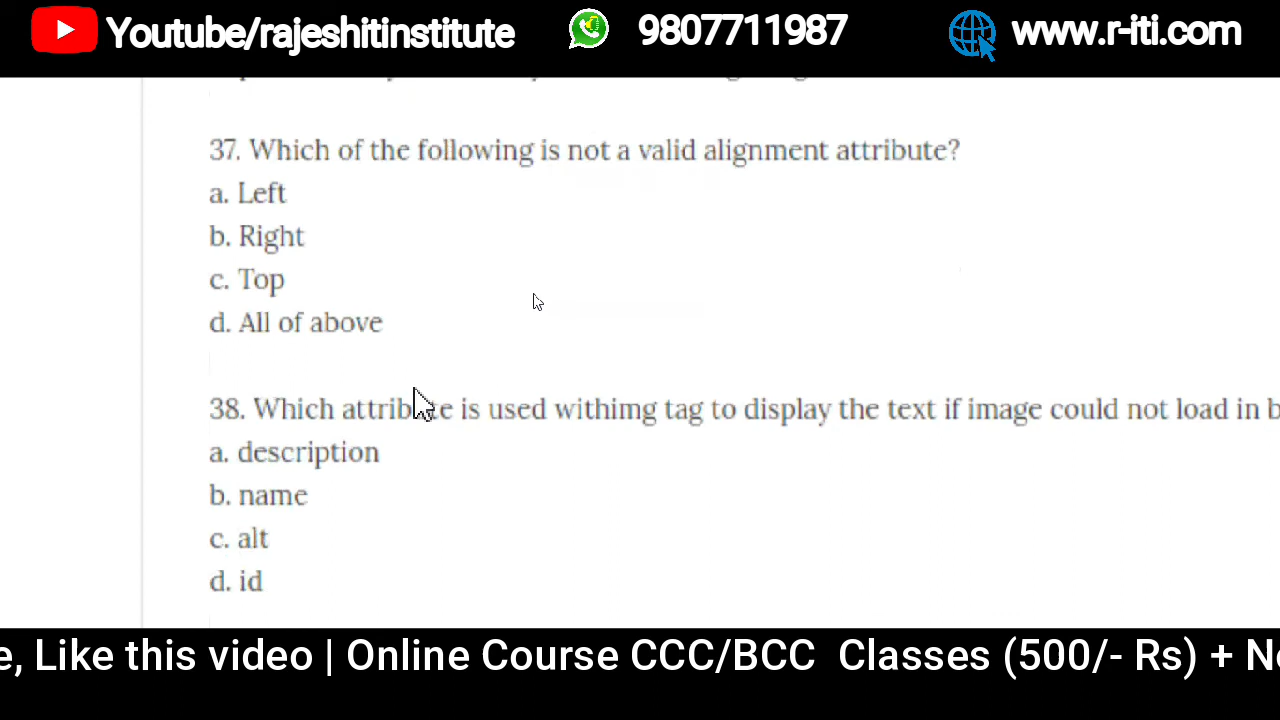 Youtube/rajeshitinstitute 9807711987 www.r-iti.com
37. Which of the following is not a valid alignment attribute?
a. Left
b. Right
c. Top
d. All of above
38. Which attribute is used withimg tag to display the text if image could not load in b
a. description
b. name
c. alt
d. id
e, Like this video | Online Course CCC/BCC Classes (500/- Rs) + No